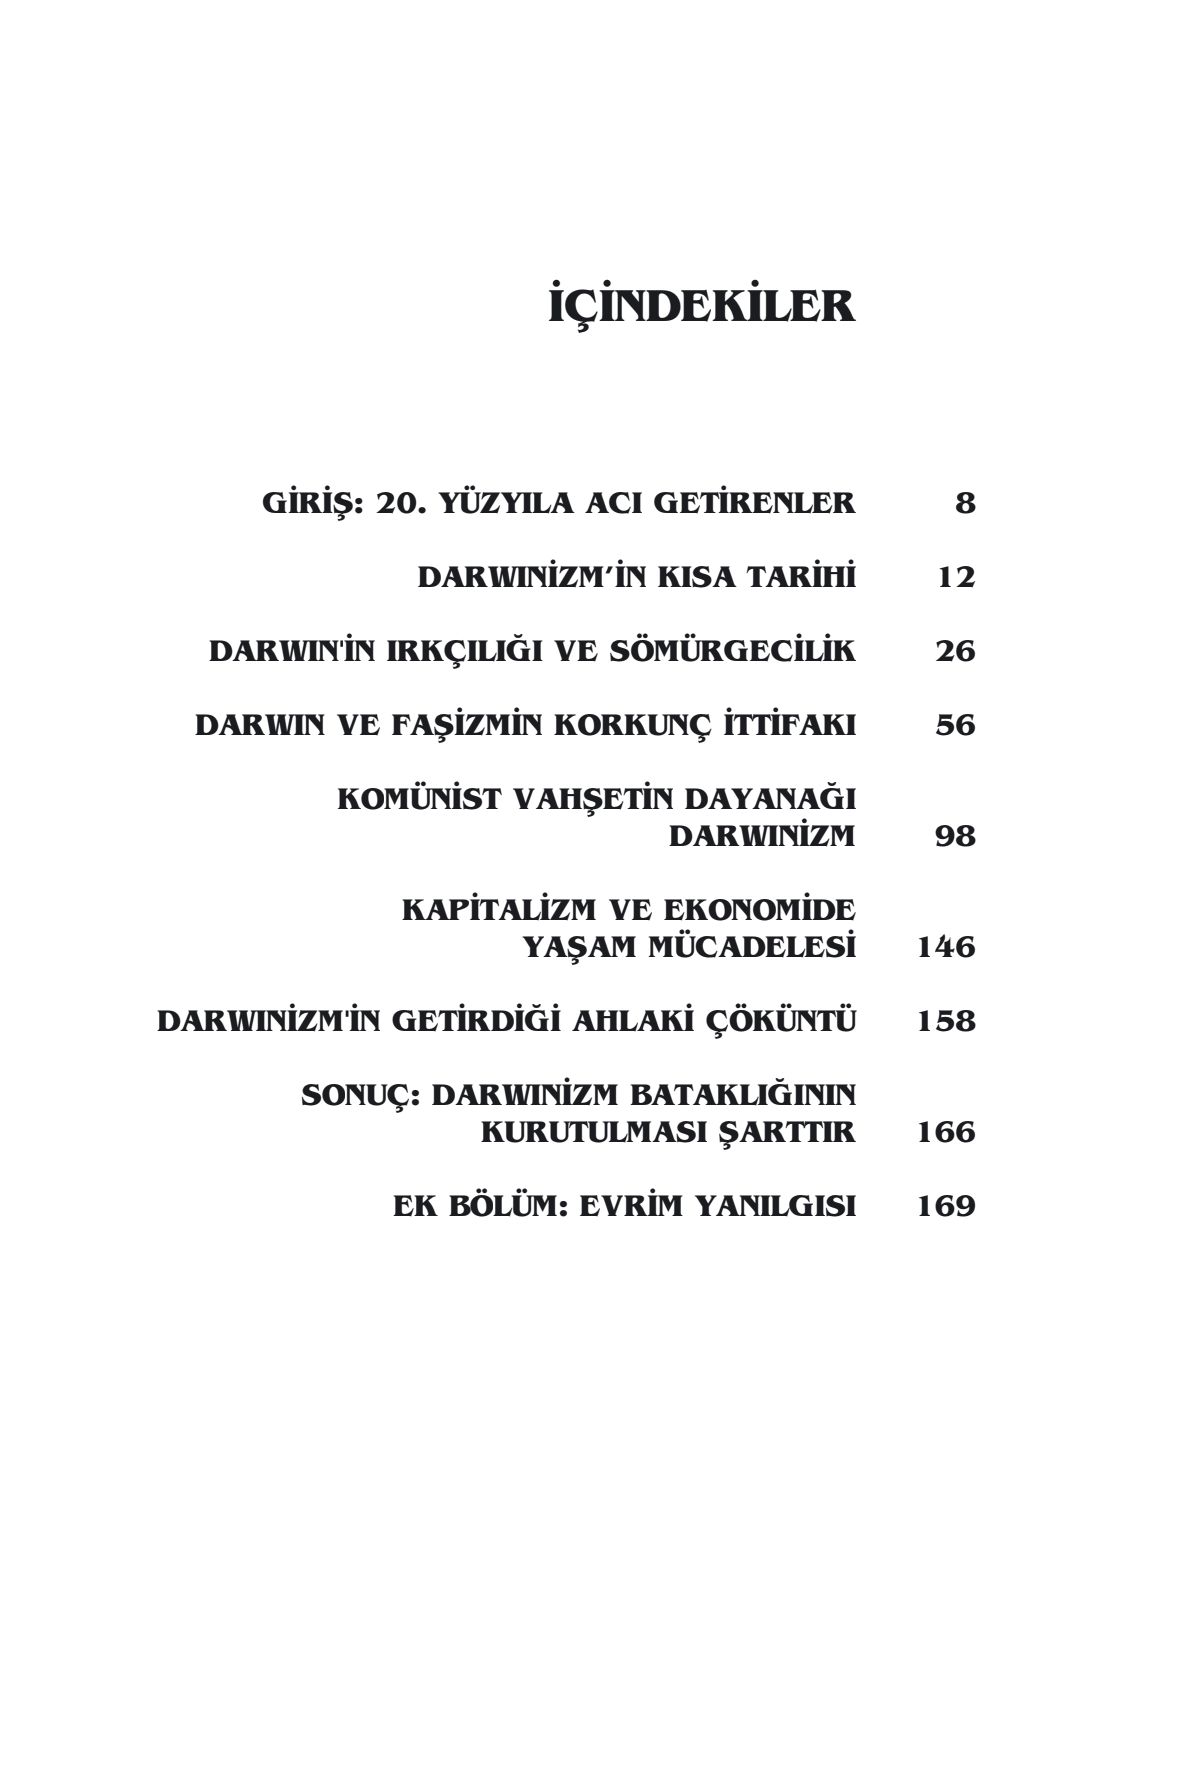 İÇİNDEKİLER
GİRİŞ: 20. YÜZYILA ACI GETİRENLER 8
DARWINİZM’İN KISA TARİHİ 12
DARWIN'İN IRKÇILIĞI VE SÖMÜRGECİLİK 26
DARWIN VE FAŞİZMİN KORKUNÇ İTTİFAKI 56
KOMÜNİST VAHŞETİN DAYANAĞI
DARWINİZM 98
KAPİTALİZM VE EKONOMİDE
YAŞAM MÜCADELESİ 146
DARWINİZM'İN GETİRDİĞİ AHLAKİ ÇÖKÜNTÜ 158
SONUÇ: DARWINİZM BATAKLIĞININ
KURUTULMASI ŞARTTIR 166
EK BÖLÜM: EVRİM YANILGISI 169